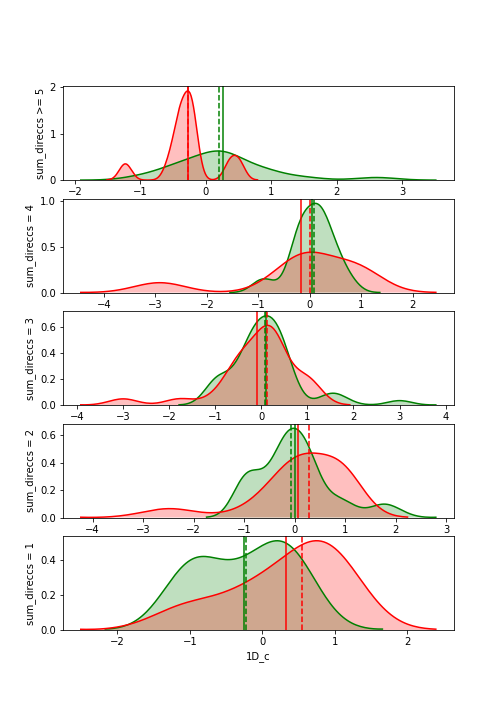 sum_direccs >= 5
2
1
0
−2 −1 0 1 2 3
sum_direccs = 4
1.0
0.5
0.0
−4 −3 −2 −1 0 1 2
sum_direccs = 3
0.6
0.4
0.2
0.0
−4 −3 −2 −1 0 1 2 3 4
sum_direccs = 2
0.6
0.4
0.2
0.0
−4 −3 −2 −1 0 1 2 3
sum_direccs = 1
0.4
0.2
0.0
−2 −1 0 1 2
1D_c